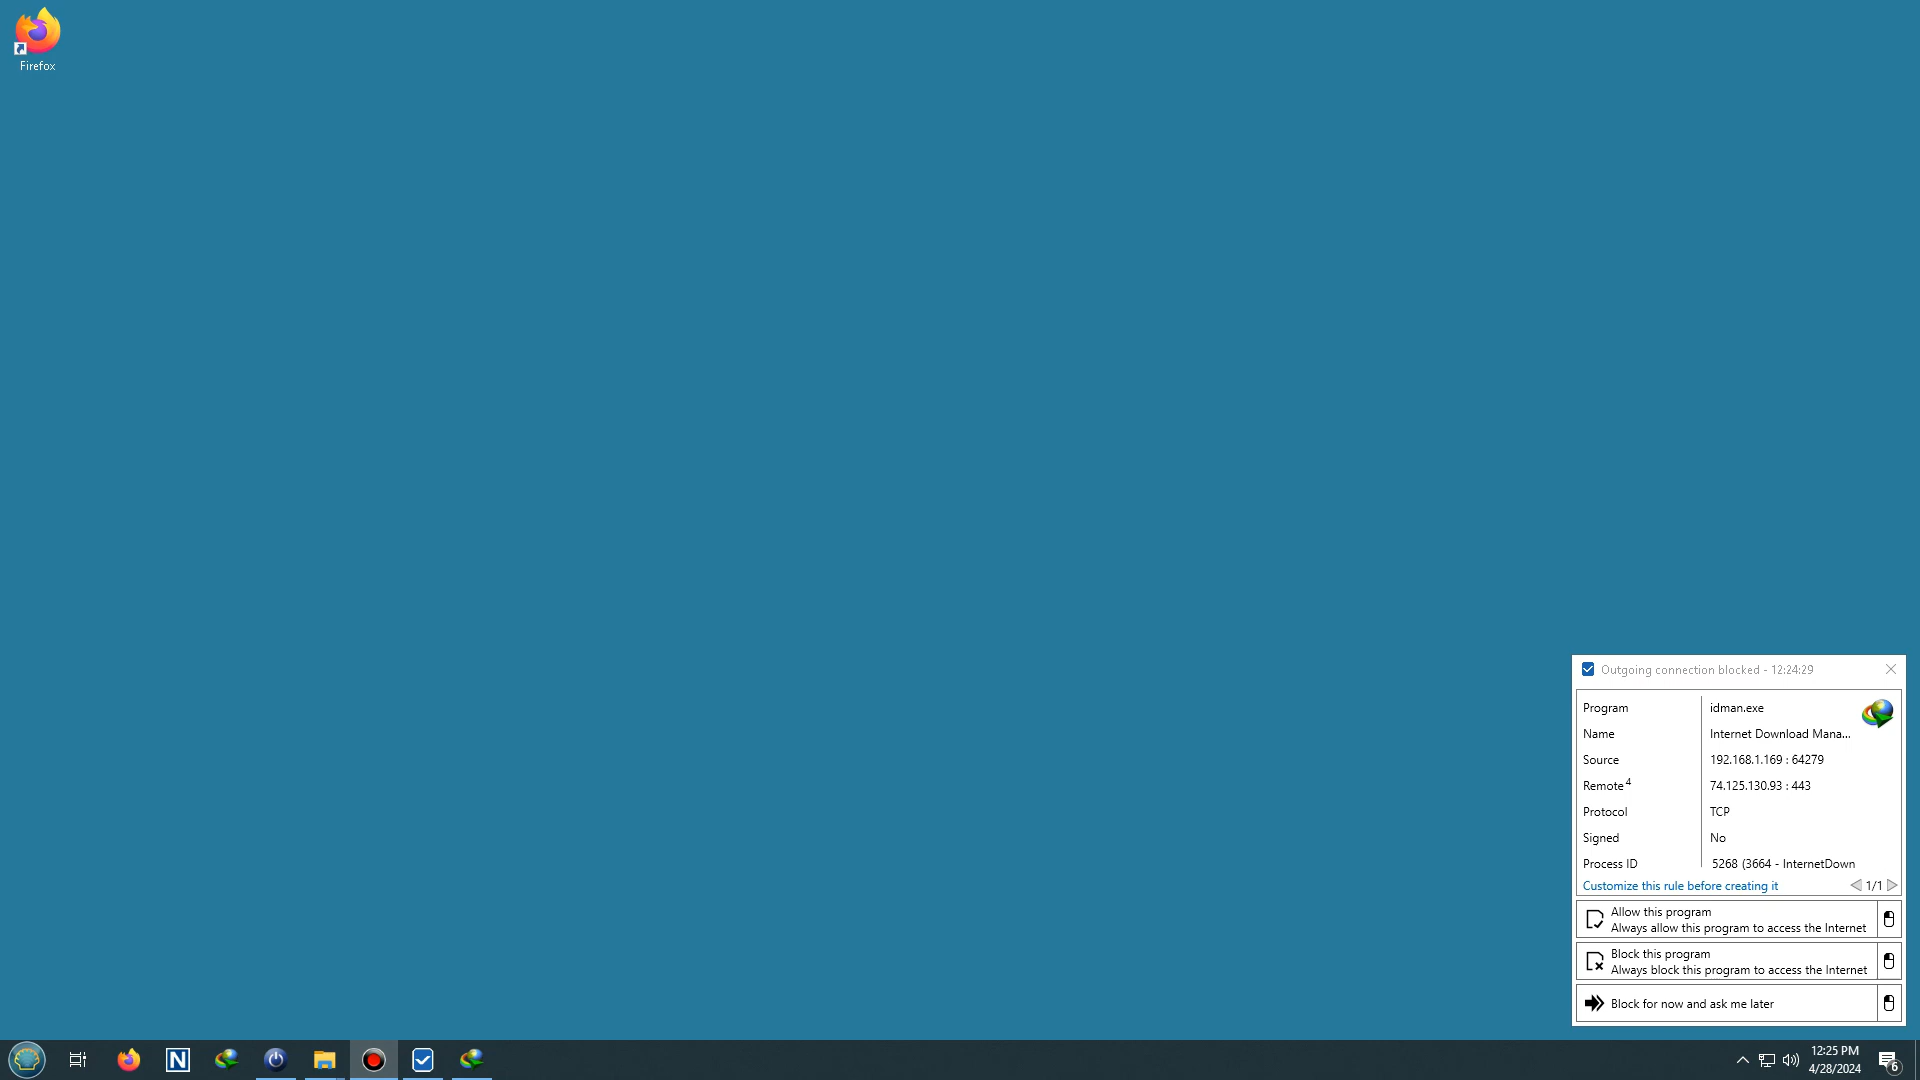 Firefox
Outgoing connection blocked - 12:24:29
Program idman.exe
Name Internet Download Mana...
Source 192.168.1.169 : 64279
Remote 4 74.125.130.93 : 443
Protocol TCP
Signed No
Process ID 5268 (3664 - InternetDown
Customize this rule before creating it 1/1
Allow this program
Always allow this program to access the Internet
Block this program
Always block this program to access the Internet
Block for now and ask me later
N
12:25 PM
4/28/2024
6